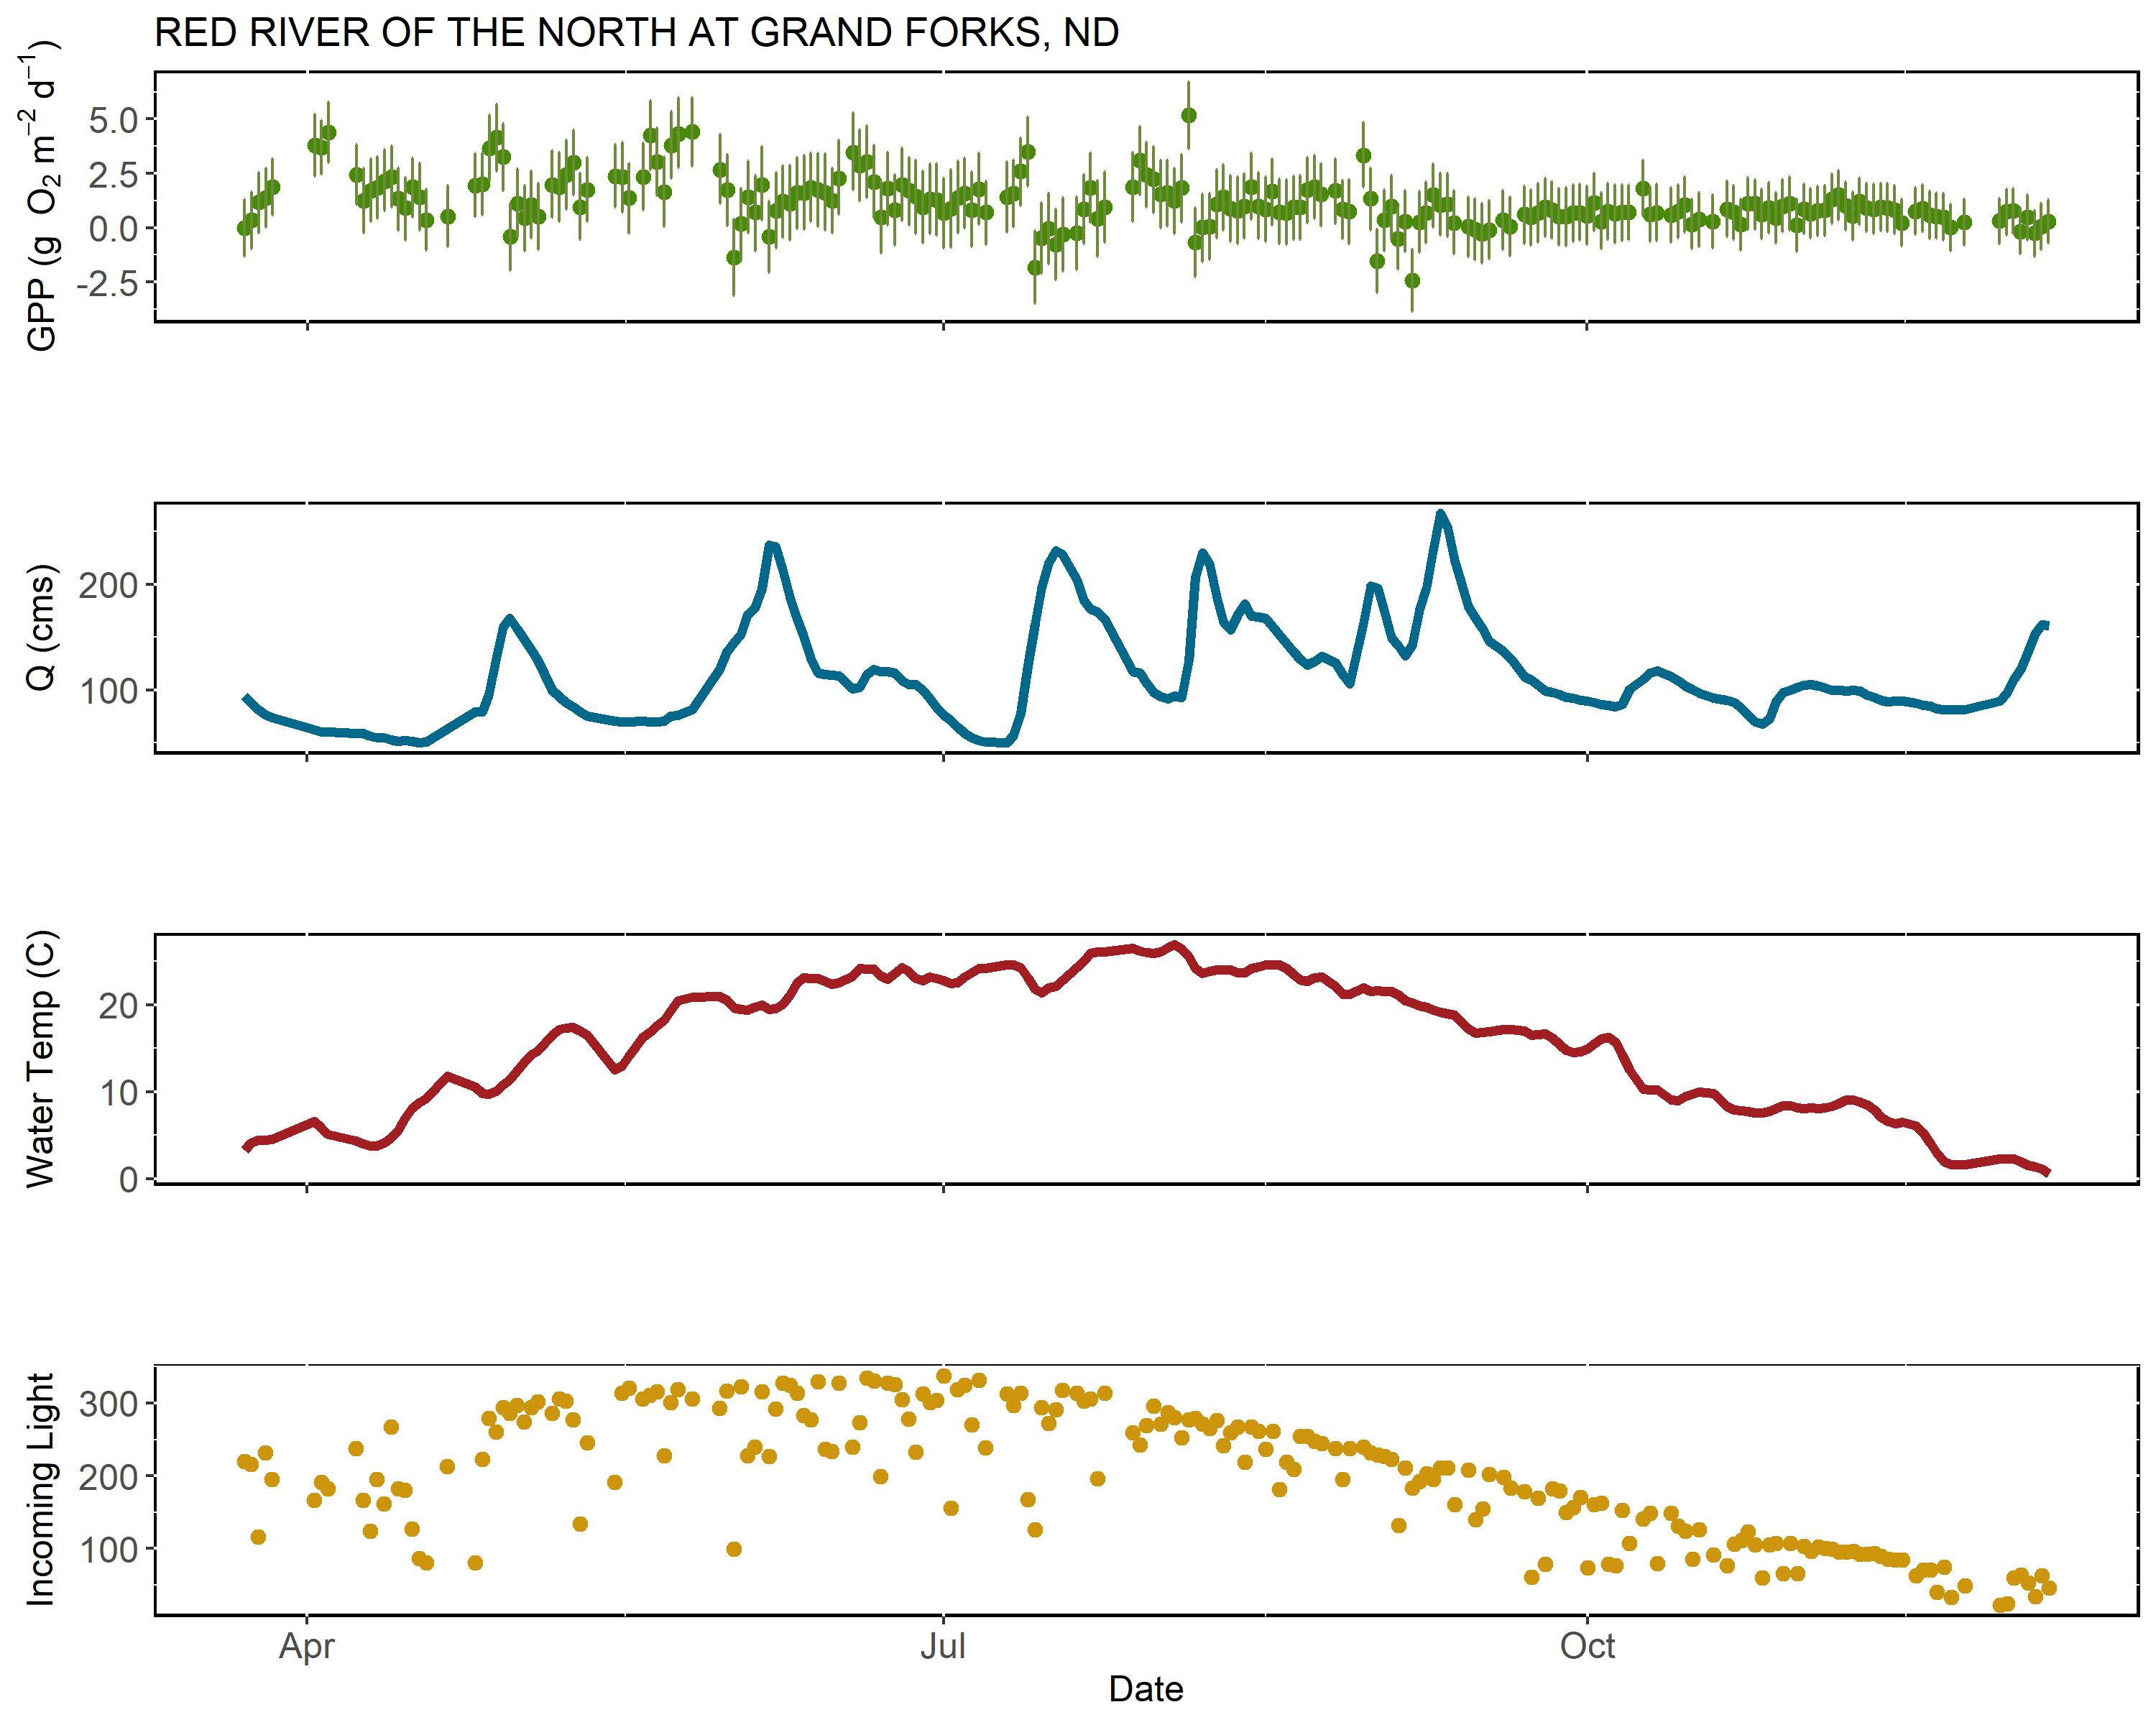 RED RIVER OF THE NORTH AT GRAND FORKS, ND
GPP (g O₂ m⁻² d⁻¹)
5.0
2.5
0.0
-2.5
Q (cms)
200
100
Water Temp (C)
20
10
0
Incoming Light
300
200
100
Apr Jul Oct
Date